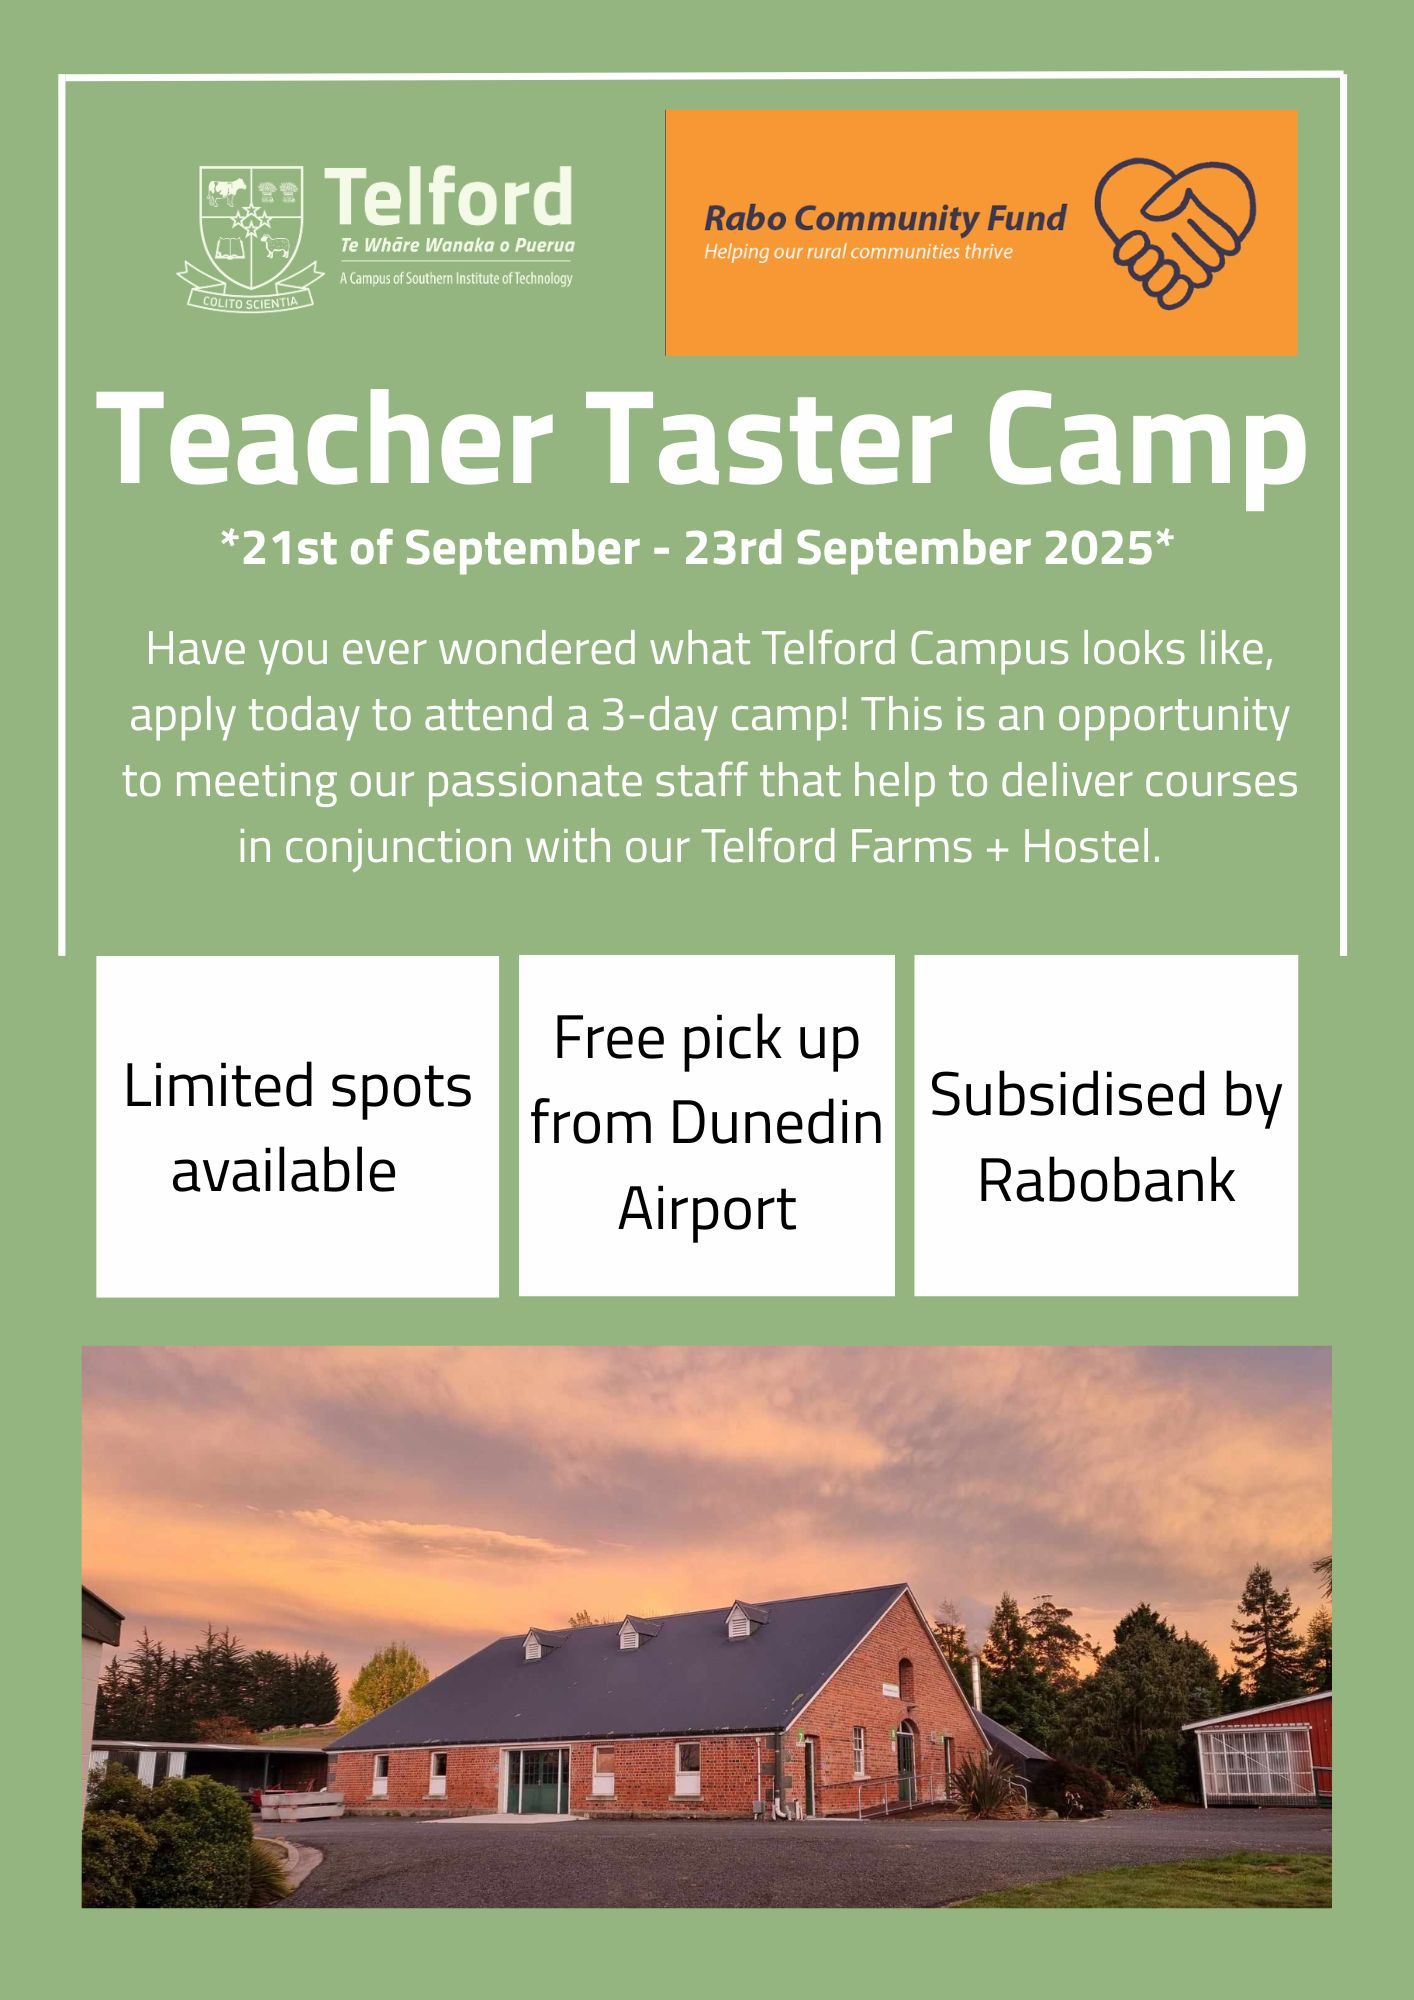 Telford
Te Whāre Wanaka o Puerua
A Campus of Southern Institute of Technology
COLITO SCIENTIA
Rabo Community Fund
Helping our rural communities thrive
Teacher Taster Camp
*21st of September - 23rd September 2025*
Have you ever wondered what Telford Campus looks like,
apply today to attend a 3-day camp! This is an opportunity
to meeting our passionate staff that help to deliver courses
in conjunction with our Telford Farms + Hostel.
Limited spots
available
Free pick up
from Dunedin
Airport
Subsidised by
Rabobank